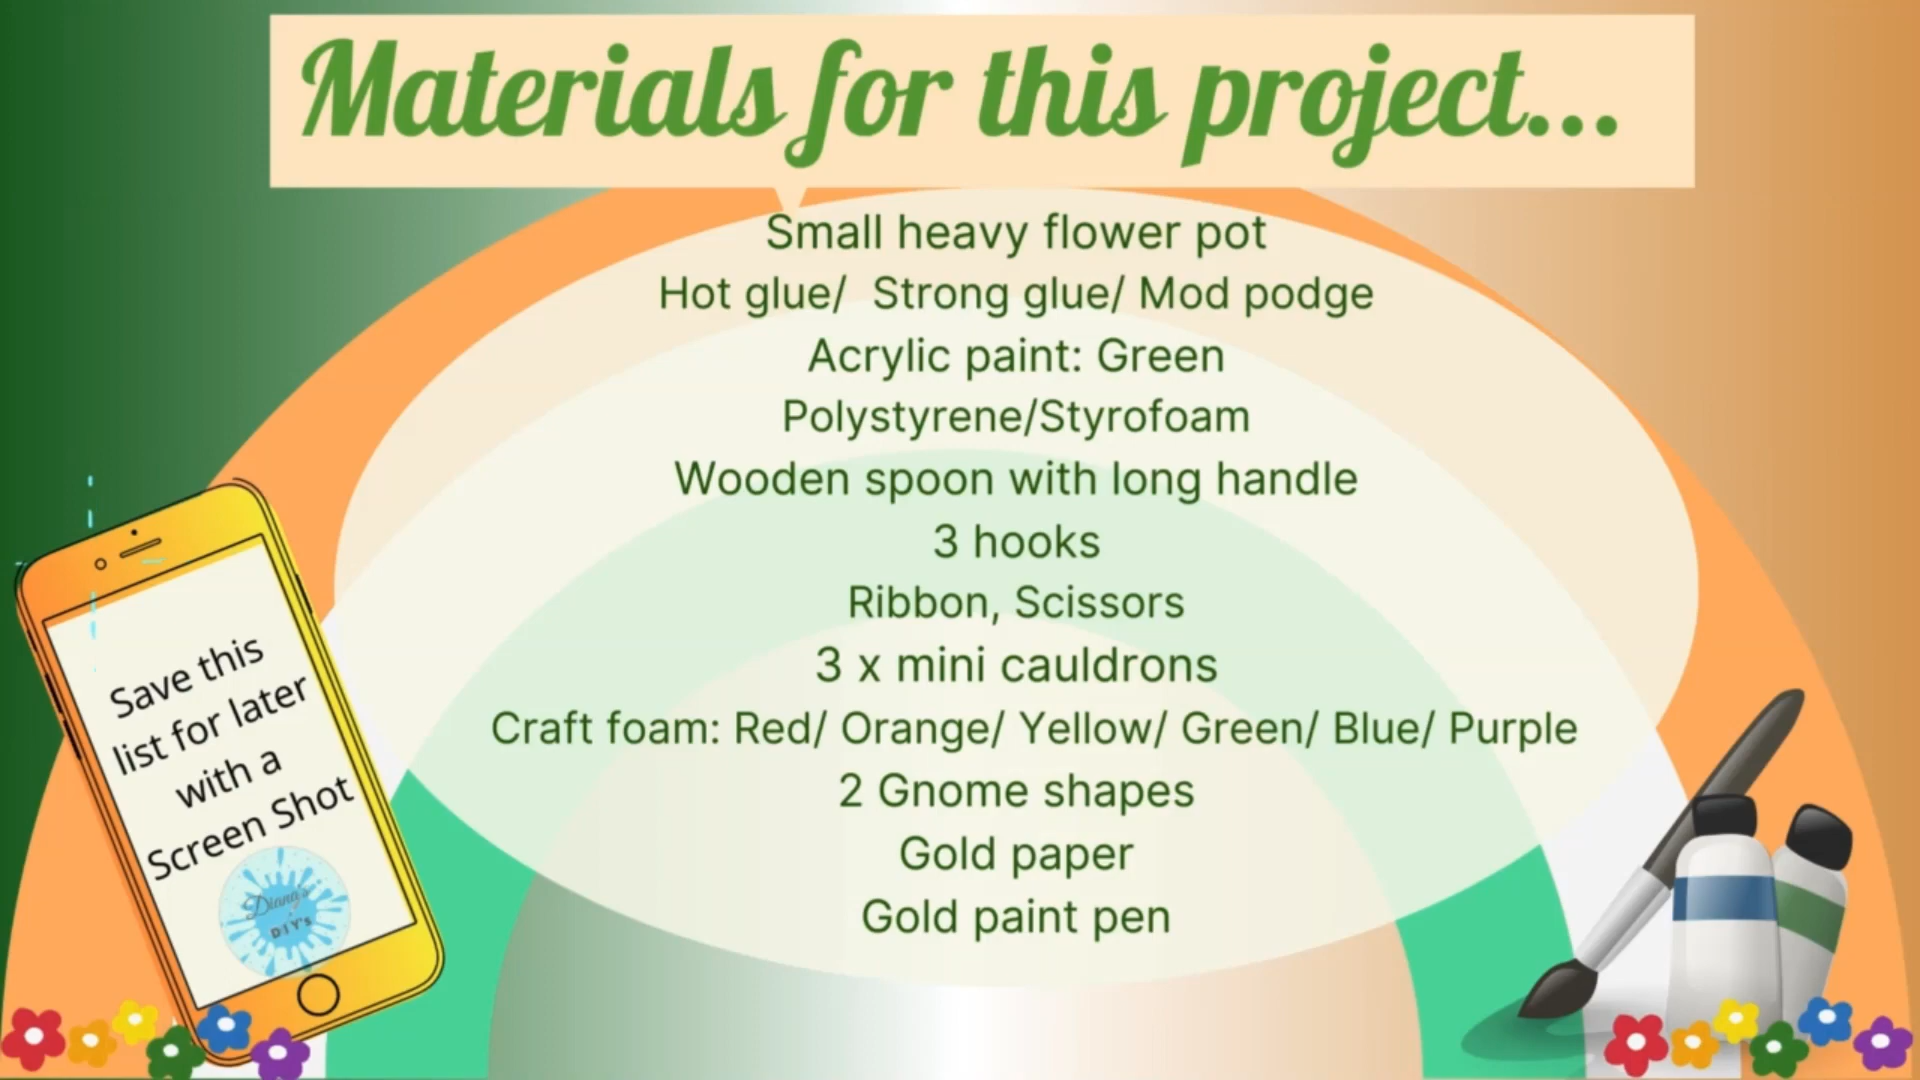 Materials for this project...
Small heavy flower pot
Hot glue/ Strong glue/ Mod podge
Acrylic paint: Green
Polystyrene/Styrofoam
Wooden spoon with long handle
3 hooks
Ribbon, Scissors
3 x mini cauldrons
Craft foam: Red/ Orange/ Yellow/ Green/ Blue/ Purple
2 Gnome shapes
Gold paper
Gold paint pen
Save this
list for later
with a
Screen Shot
Diana's
DIY's